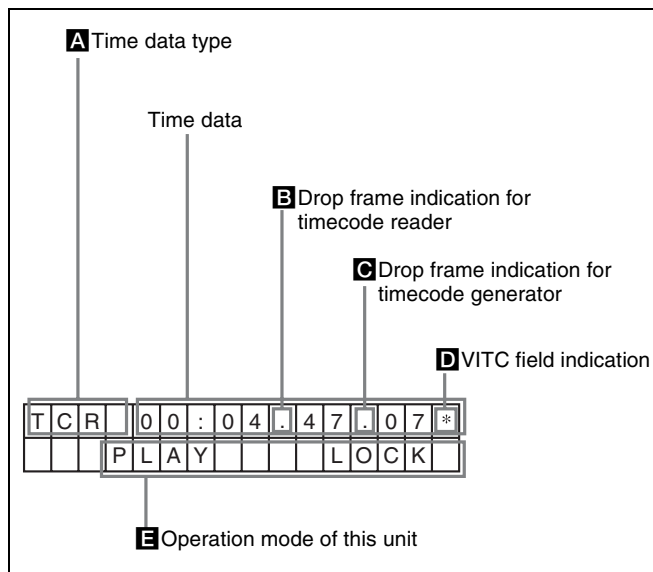 A Time data type
Time data
B Drop frame indication for
timecode reader
C Drop frame indication for
timecode generator
D VITC field indication
TCR 00:04.47.07*
PLAY LOCK
E Operation mode of this unit